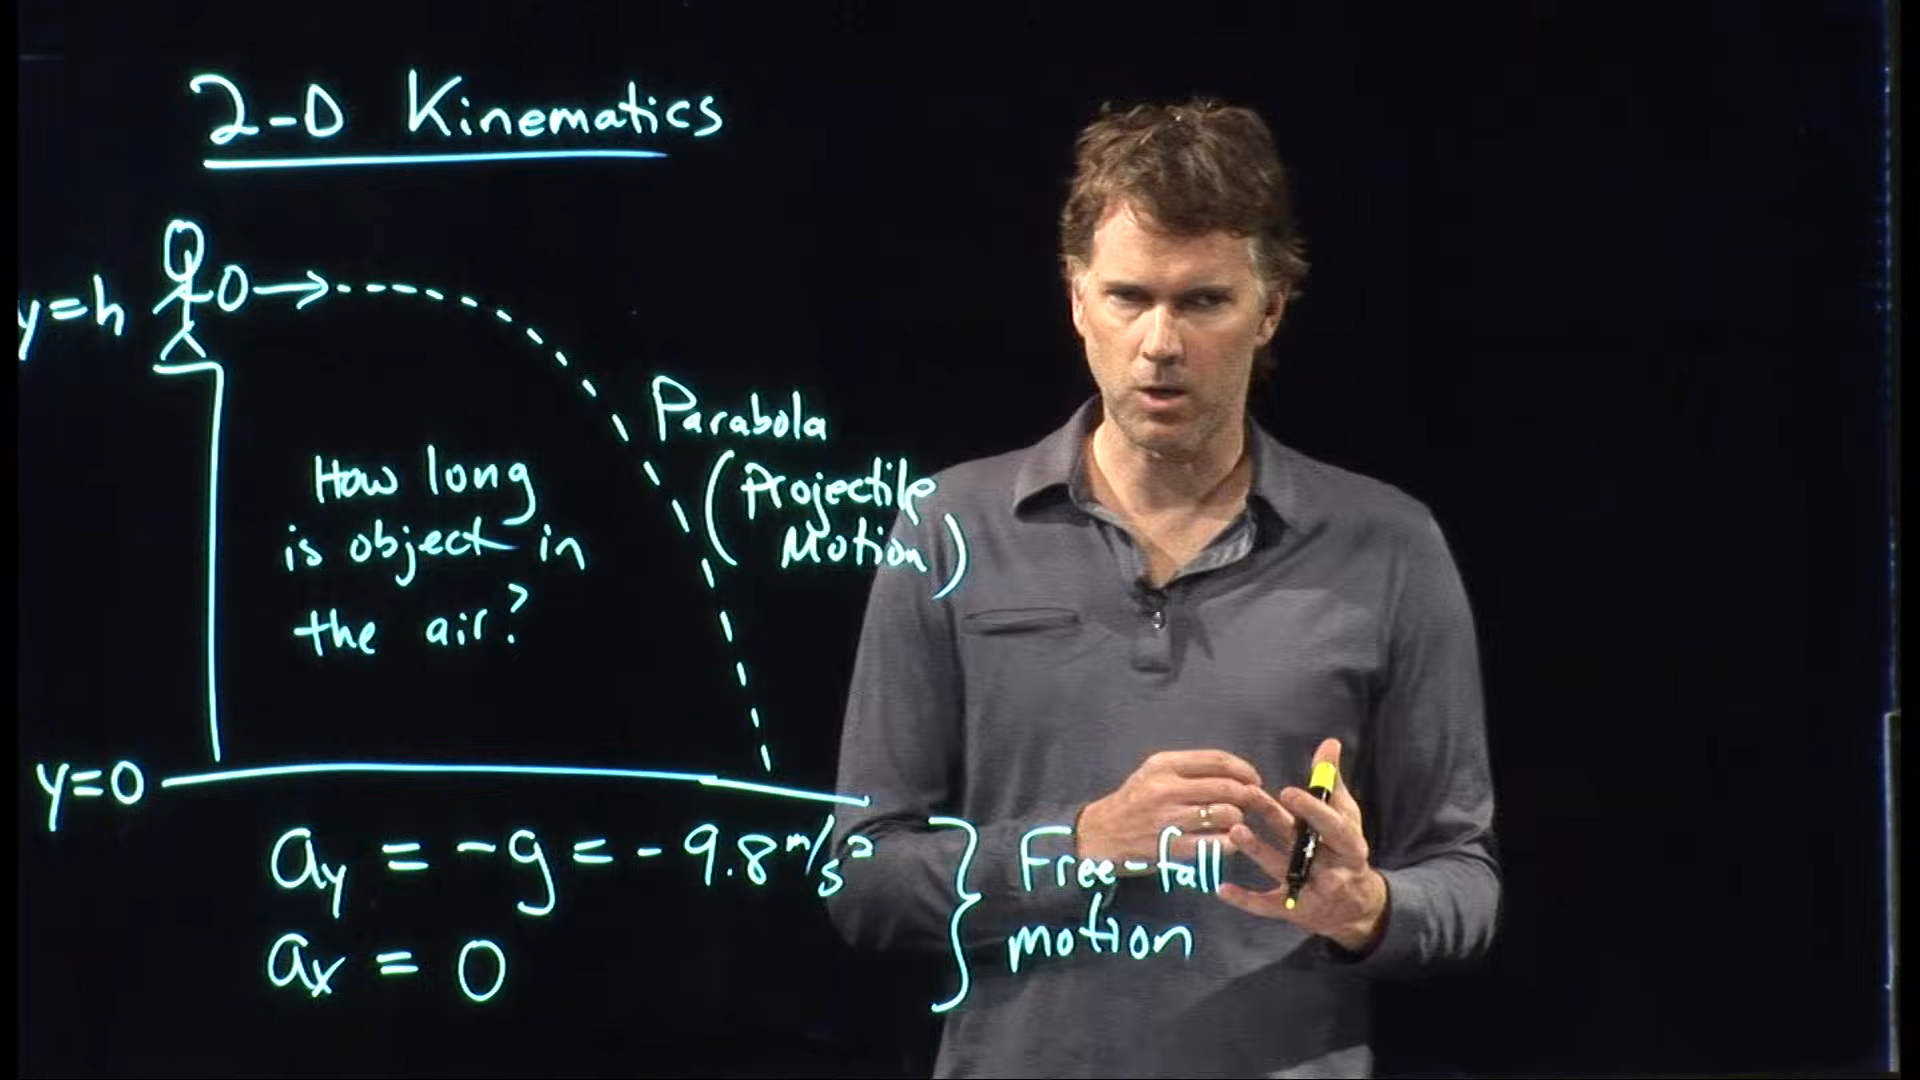 2-D Kinematics
y=h
Parabola
(Projectile
Motion)
How long
is object in
the air?
y=0
ay = -g = -9.8 m/s²
ax = 0
} Free-fall
motion